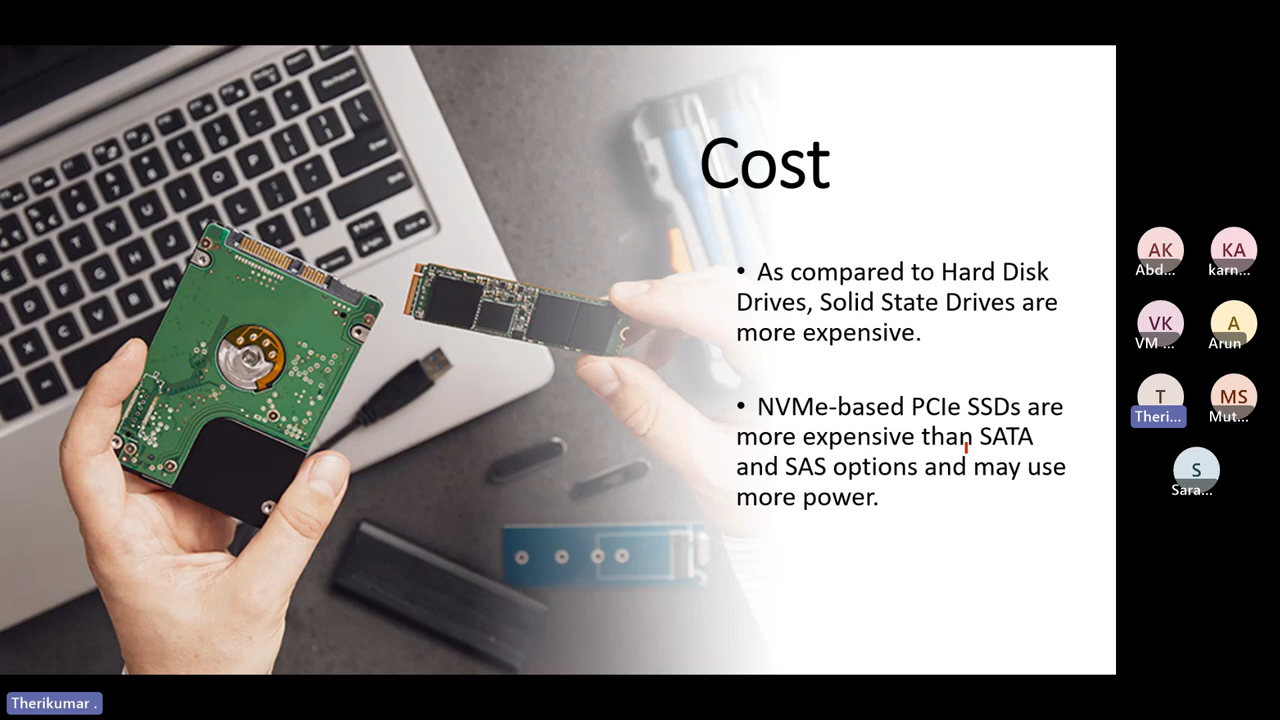 Cost
• As compared to Hard Disk
Drives, Solid State Drives are
more expensive.
• NVMe-based PCIe SSDs are
more expensive than SATA
and SAS options and may use
more power.
AK
Abd...
KA
karn...
VK
VM ...
A
Arun
T
Theri...
MS
Mut...
S
Sara...
Therikumar .